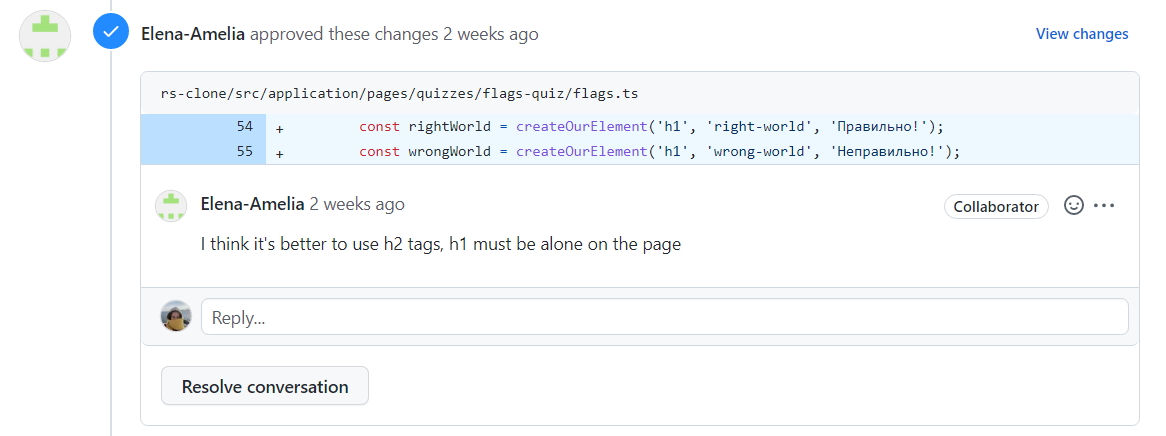 Elena-Amelia approved these changes 2 weeks ago
View changes
rs-clone/src/application/pages/quizzes/flags-quiz/flags.ts
54 + const rightWorld = createOurElement('h1', 'right-world', 'Правильно!');
55 + const wrongWorld = createOurElement('h1', 'wrong-world', 'Неправильно!');
Elena-Amelia 2 weeks ago
Collaborator
I think it's better to use h2 tags, h1 must be alone on the page
Reply...
Resolve conversation